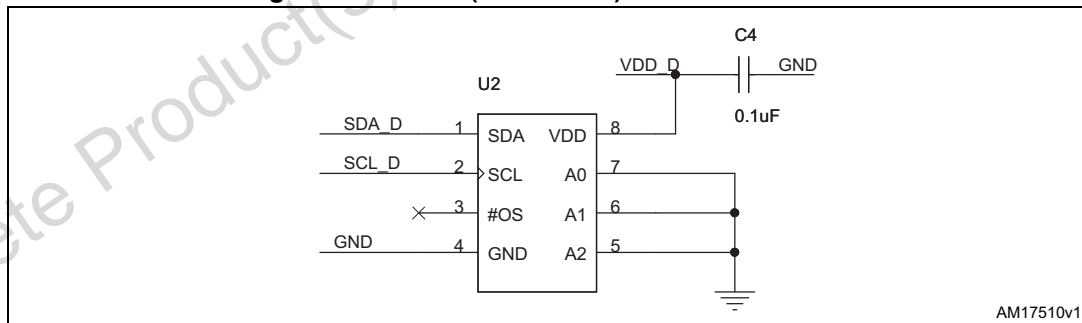 C4
VDD_D
GND
U2
0.1uF
SDA_D
1
SDA
VDD
8
SCL_D
2
SCL
A0
7
3
#OS
A1
6
GND
4
GND
A2
5
AM17510v1